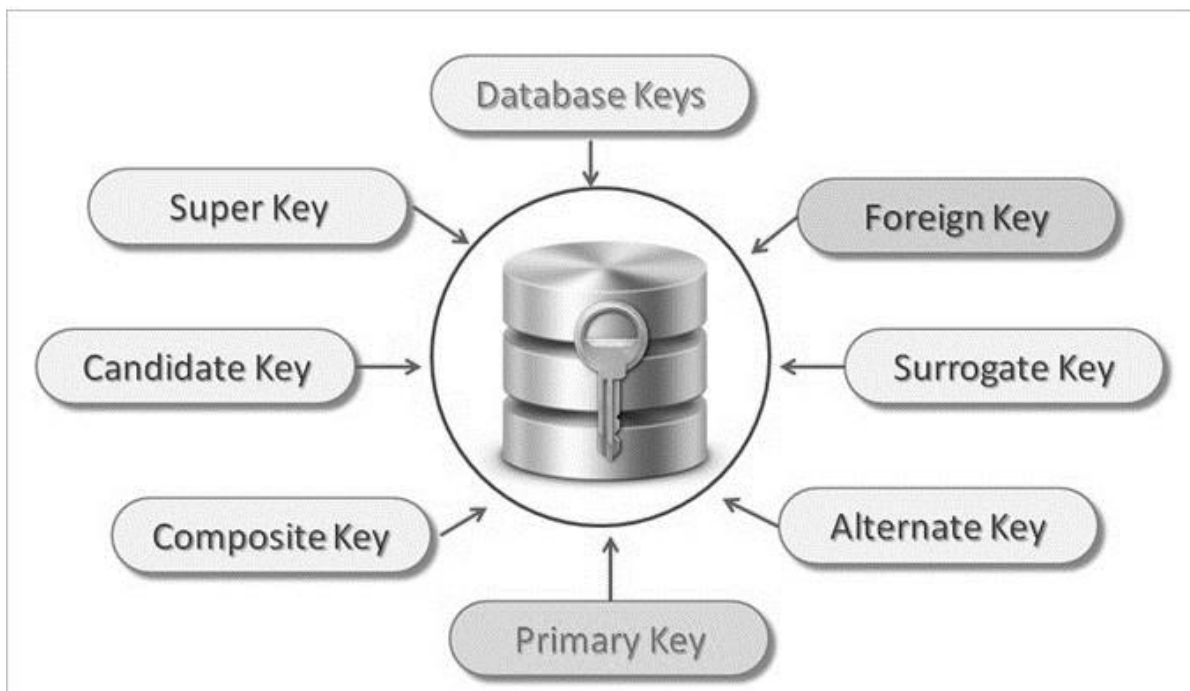 Database Keys
Super Key
Foreign Key
Candidate Key
Surrogate Key
Composite Key
Alternate Key
Primary Key